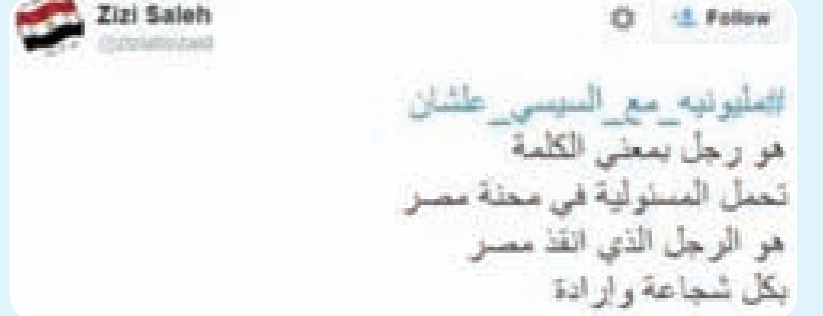 Zizi Saleh
Follow
#مليونيه_مع_السيسي_علشان
هو رجل بمعني الكلمة
تحمل المسئولية في محنة مصر
هو الرجل الذي انقذ مصر
بكل شجاعة وارادة